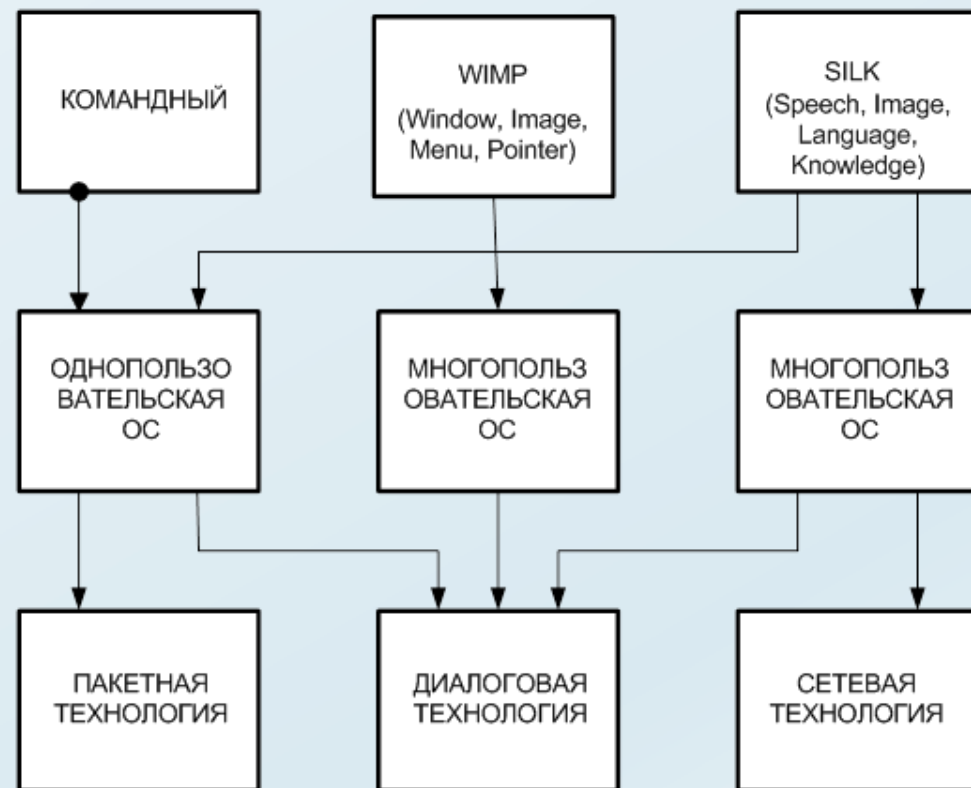 КОМАНДНЫЙ
WIMP
(Window, Image,
Menu, Pointer)
SILK
(Speech, Image,
Language,
Knowledge)
ОДНОПОЛЬЗО
ВАТЕЛЬСКАЯ
ОС
МНОГОПОЛЬЗ
ОВАТЕЛЬСКАЯ
ОС
МНОГОПОЛЬЗ
ОВАТЕЛЬСКАЯ
ОС
ПАКЕТНАЯ
ТЕХНОЛОГИЯ
ДИАЛОГОВАЯ
ТЕХНОЛОГИЯ
СЕТЕВАЯ
ТЕХНОЛОГИЯ